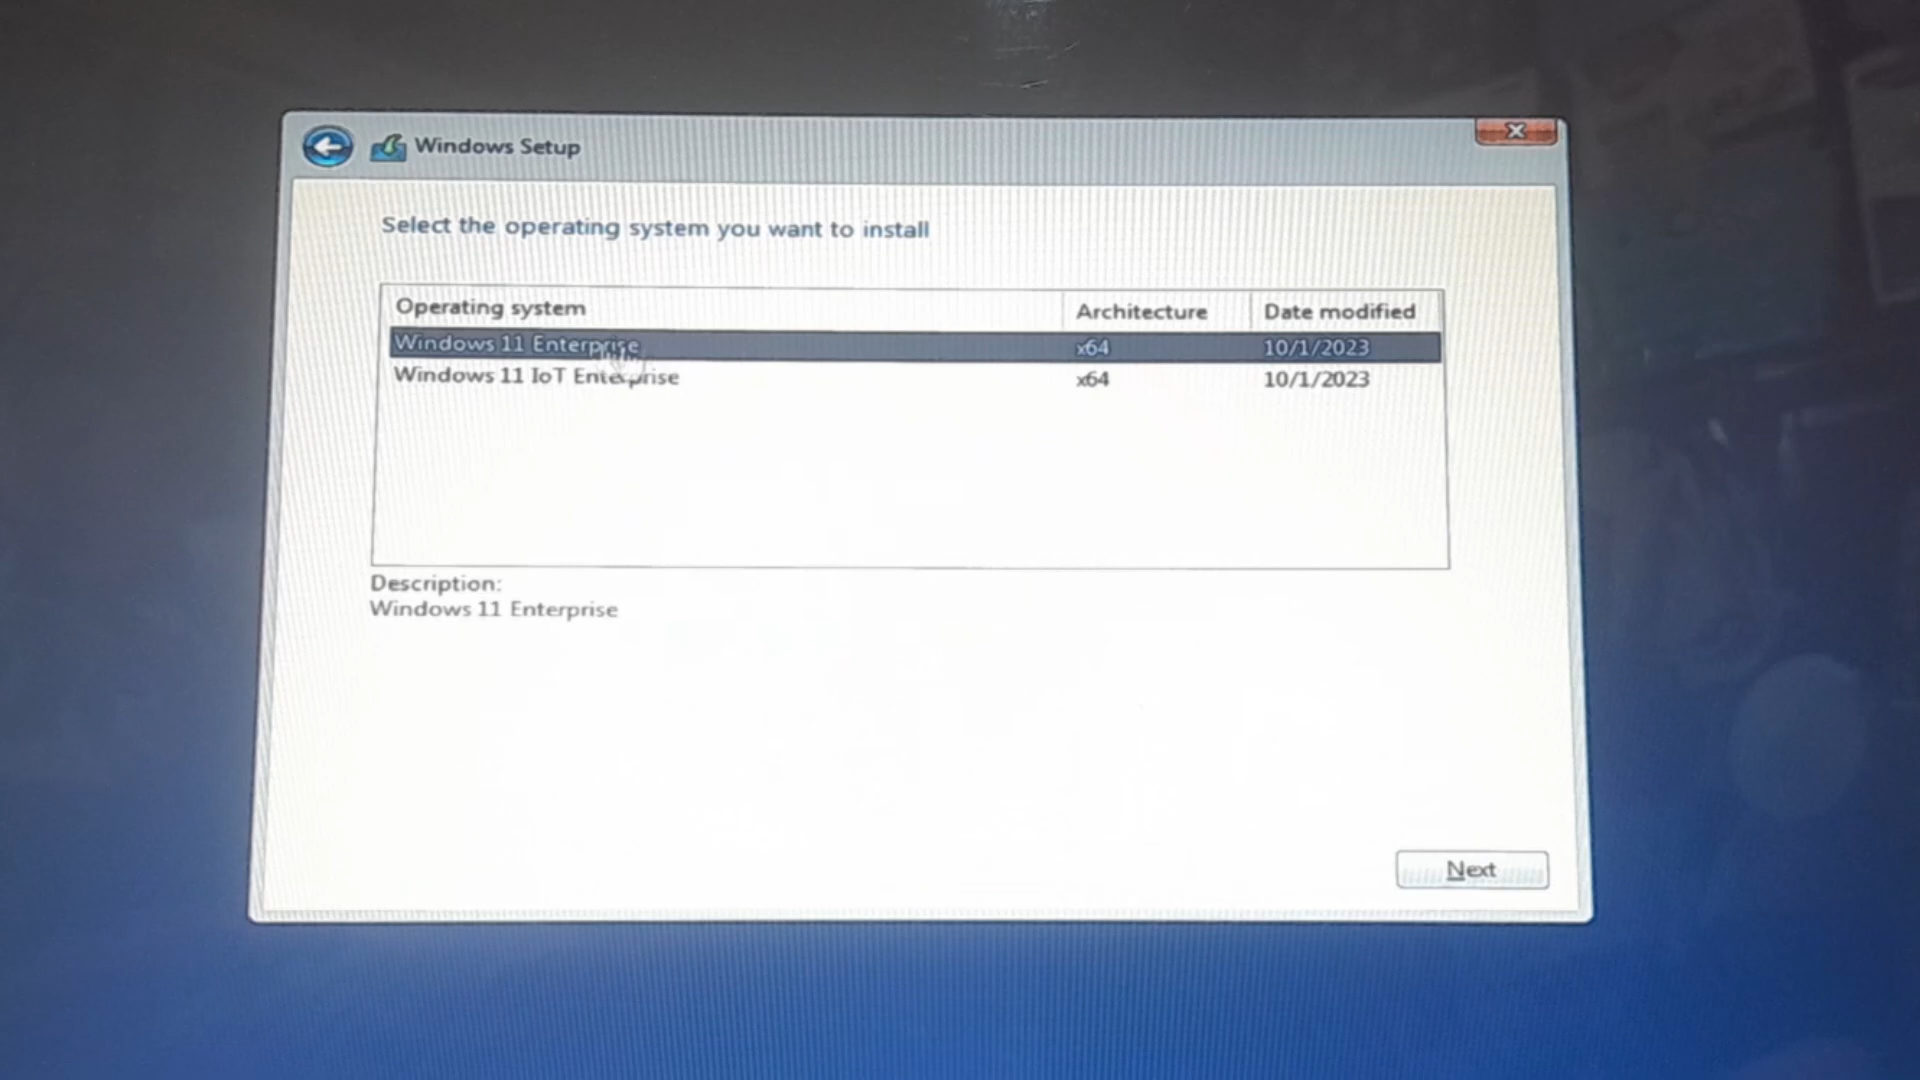 Windows Setup
Select the operating system you want to install
Operating system Architecture Date modified
Windows 11 Enterprise x64 10/1/2023
Windows 11 IoT Enterprise x64 10/1/2023
Description:
Windows 11 Enterprise
Next